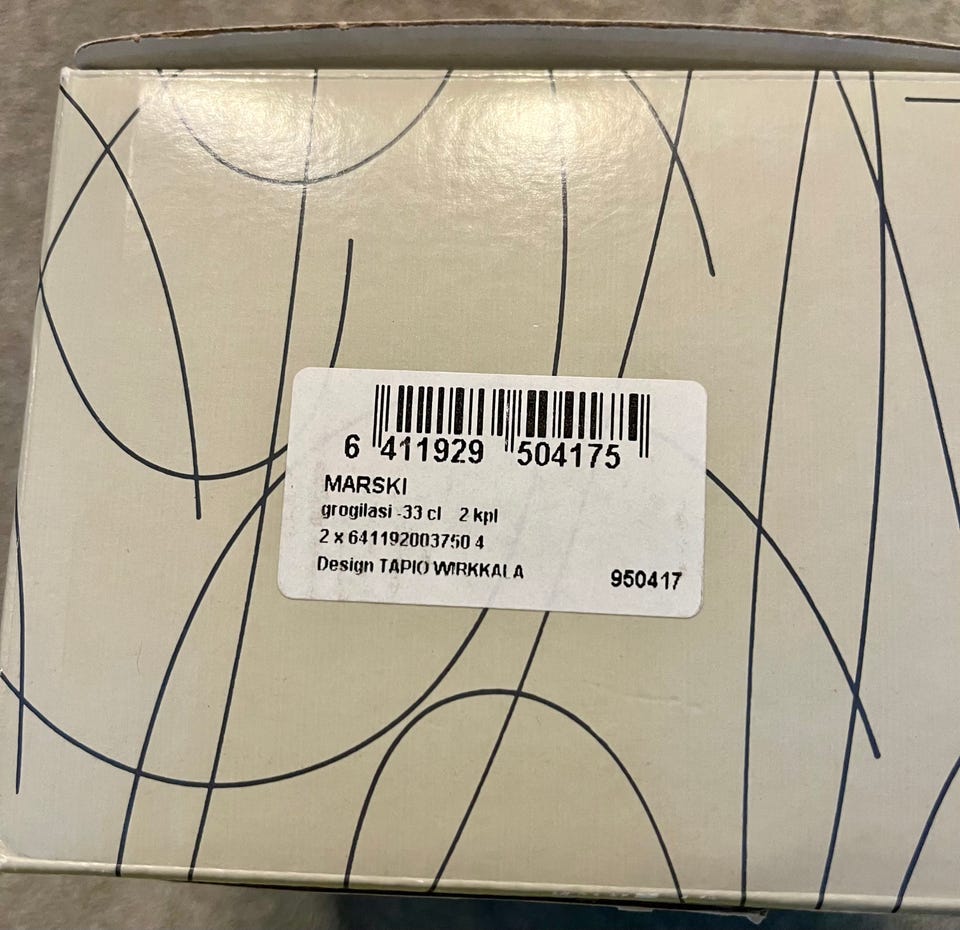 6 411929 504175
MARSKI
grogilasi -33 cl 2 kpl
2 x 641192003750 4
Design TAPIO WIRKKALA 950417